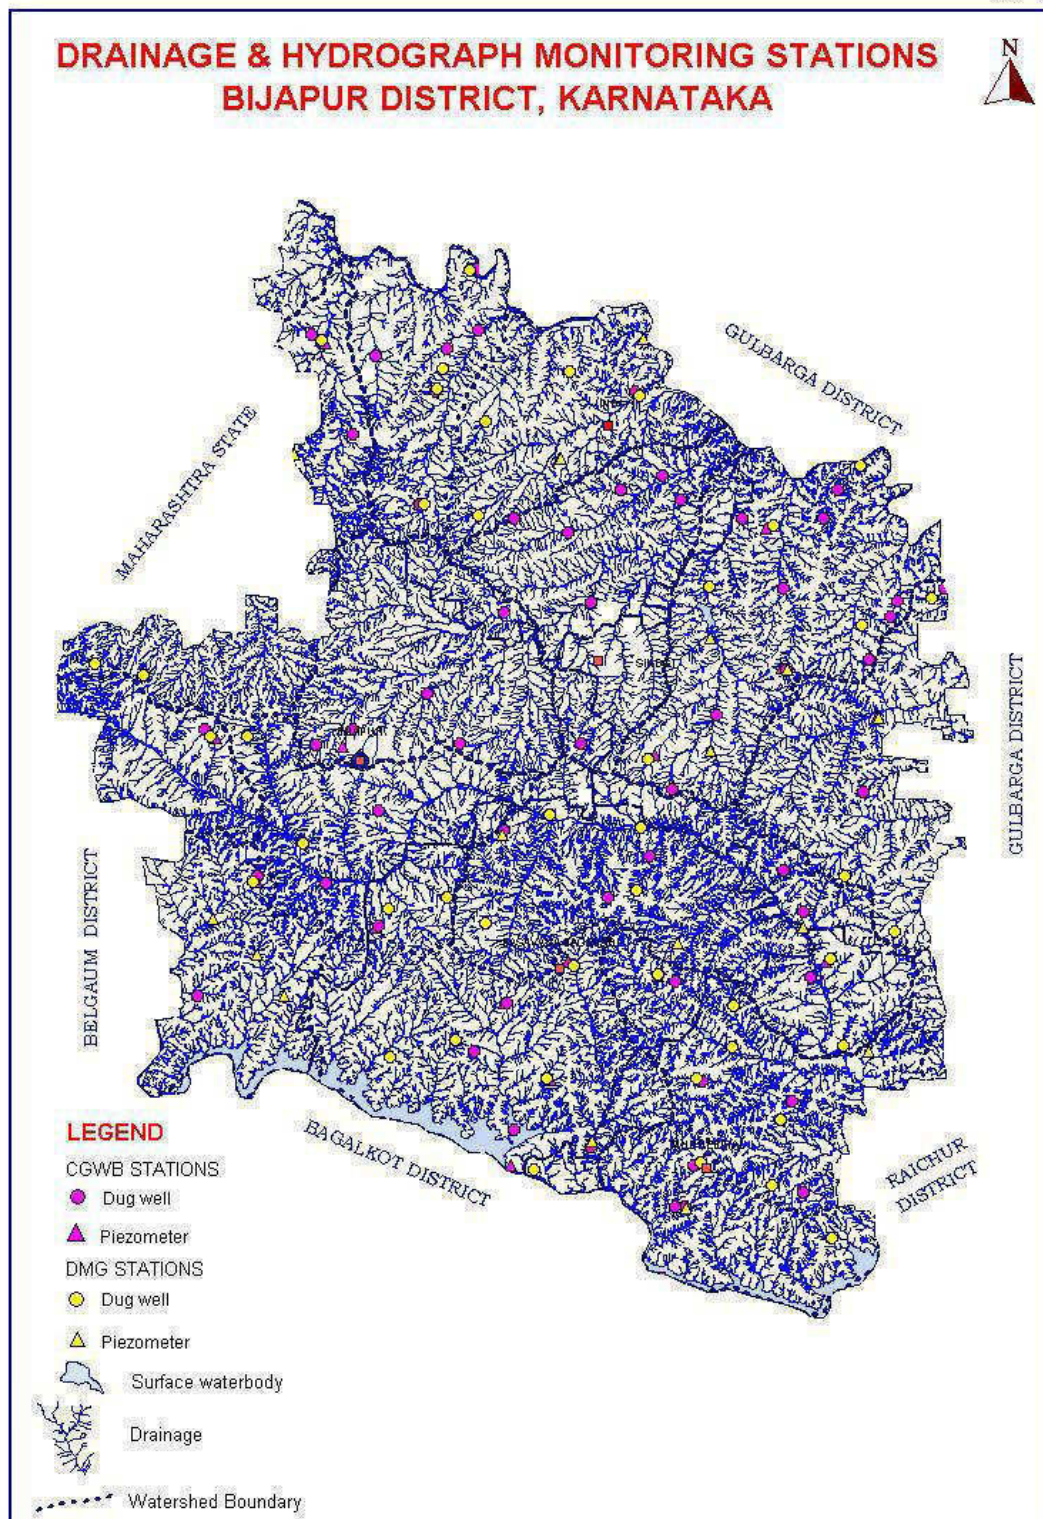 DRAINAGE & HYDROGRAPH MONITORING STATIONS
BIJAPUR DISTRICT, KARNATAKA
N
GULBARGA DISTRICT
MAHARASHTRA STATE
GULBARGA DISTRICT
BELGAUM DISTRICT
BAGALKOT DISTRICT
RAICHUR
DISTRICT
LEGEND
CGWB STATIONS
Dug well
Piezometer
DMG STATIONS
Dug well
Piezometer
Surface waterbody
Drainage
Watershed Boundary